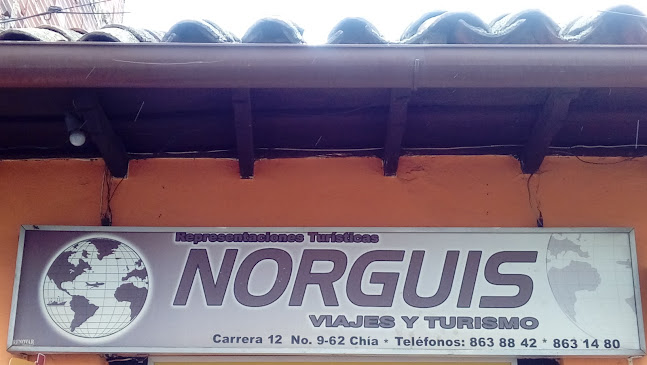 Representaciones Turísticas
NORGUIS
VIAJES Y TURISMO
Carrera 12 No. 9-62 Chía * Teléfonos: 863 88 42 * 863 14 80